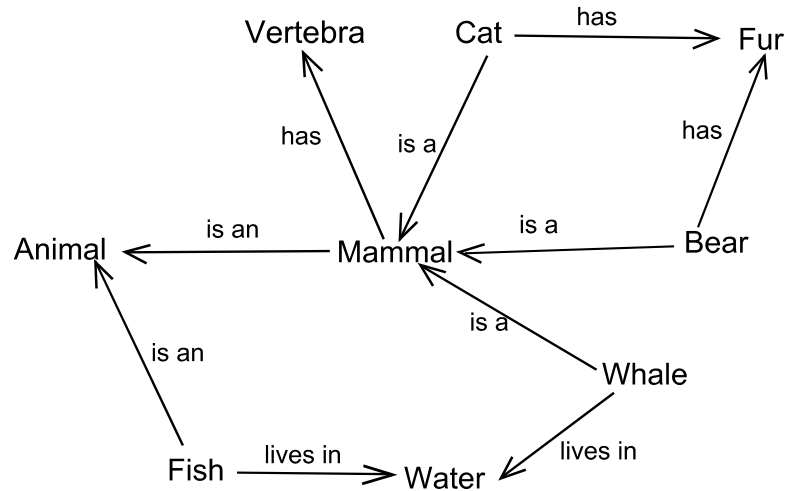 Vertebra
Cat
has
Fur
has
is a
has
Animal
is an
Mammal
is a
Bear
is an
is a
Whale
Fish
lives in
Water
lives in